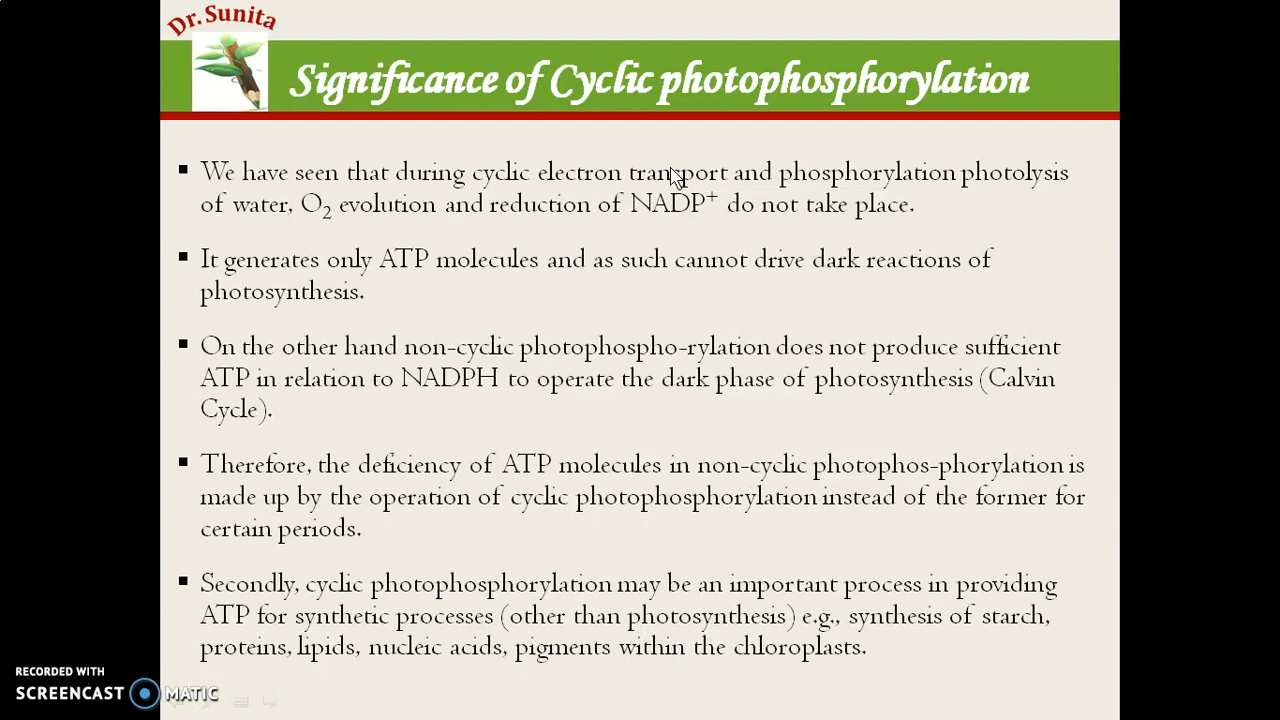 Dr. Sunita
Significance of Cyclic photophosphorylation
▪ We have seen that during cyclic electron transport and phosphorylation photolysis
of water, O₂ evolution and reduction of NADP⁺ do not take place.
▪ It generates only ATP molecules and as such cannot drive dark reactions of
photosynthesis.
▪ On the other hand non-cyclic photophospho-rylation does not produce sufficient
ATP in relation to NADPH to operate the dark phase of photosynthesis (Calvin
Cycle).
▪ Therefore, the deficiency of ATP molecules in non-cyclic photophos-phorylation is
made up by the operation of cyclic photophosphorylation instead of the former for
certain periods.
▪ Secondly, cyclic photophosphorylation may be an important process in providing
ATP for synthetic processes (other than photosynthesis) e.g., synthesis of starch,
proteins, lipids, nucleic acids, pigments within the chloroplasts.
RECORDED WITH
SCREENCAST MATIC